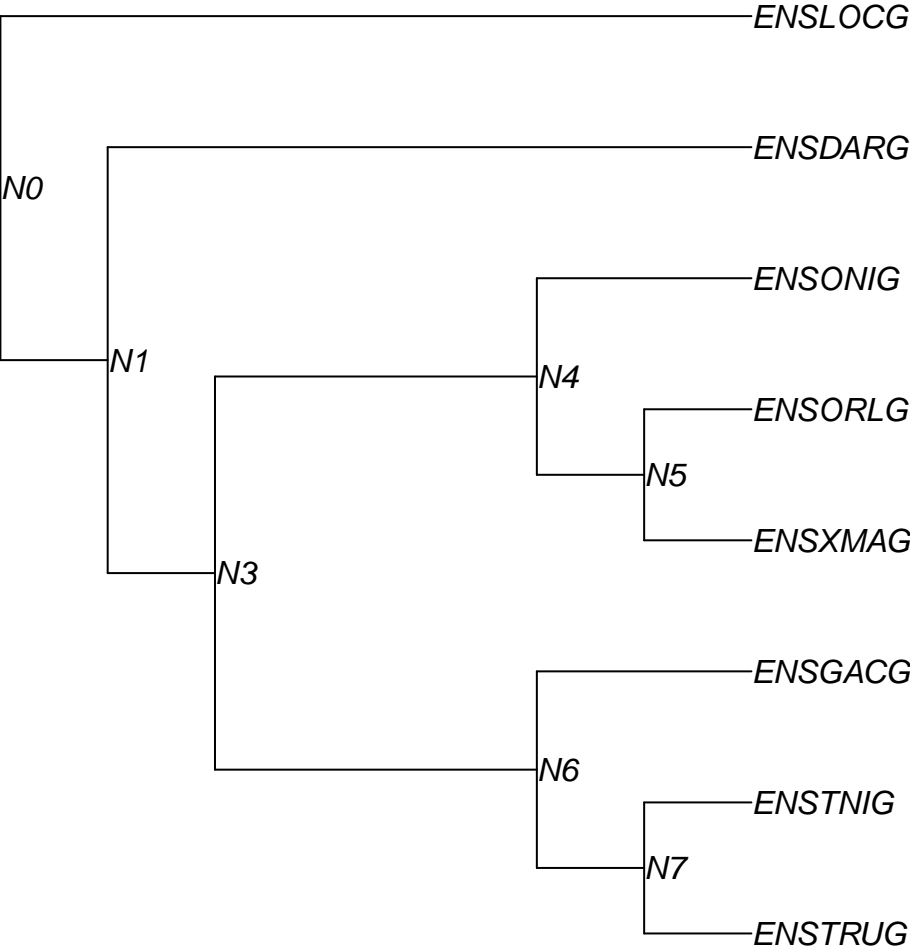 ENSLOCG
ENSDARG
N0
ENSONIG
N1
N4
ENSORLG
N5
ENSXMAG
N3
ENSGACG
N6
ENSTNIG
N7
ENSTRUG